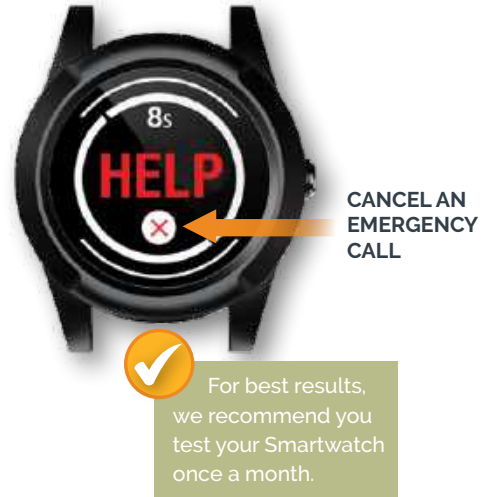 8s
HELP
CANCEL AN
EMERGENCY
CALL
For best results,
we recommend you
test your Smartwatch
once a month.